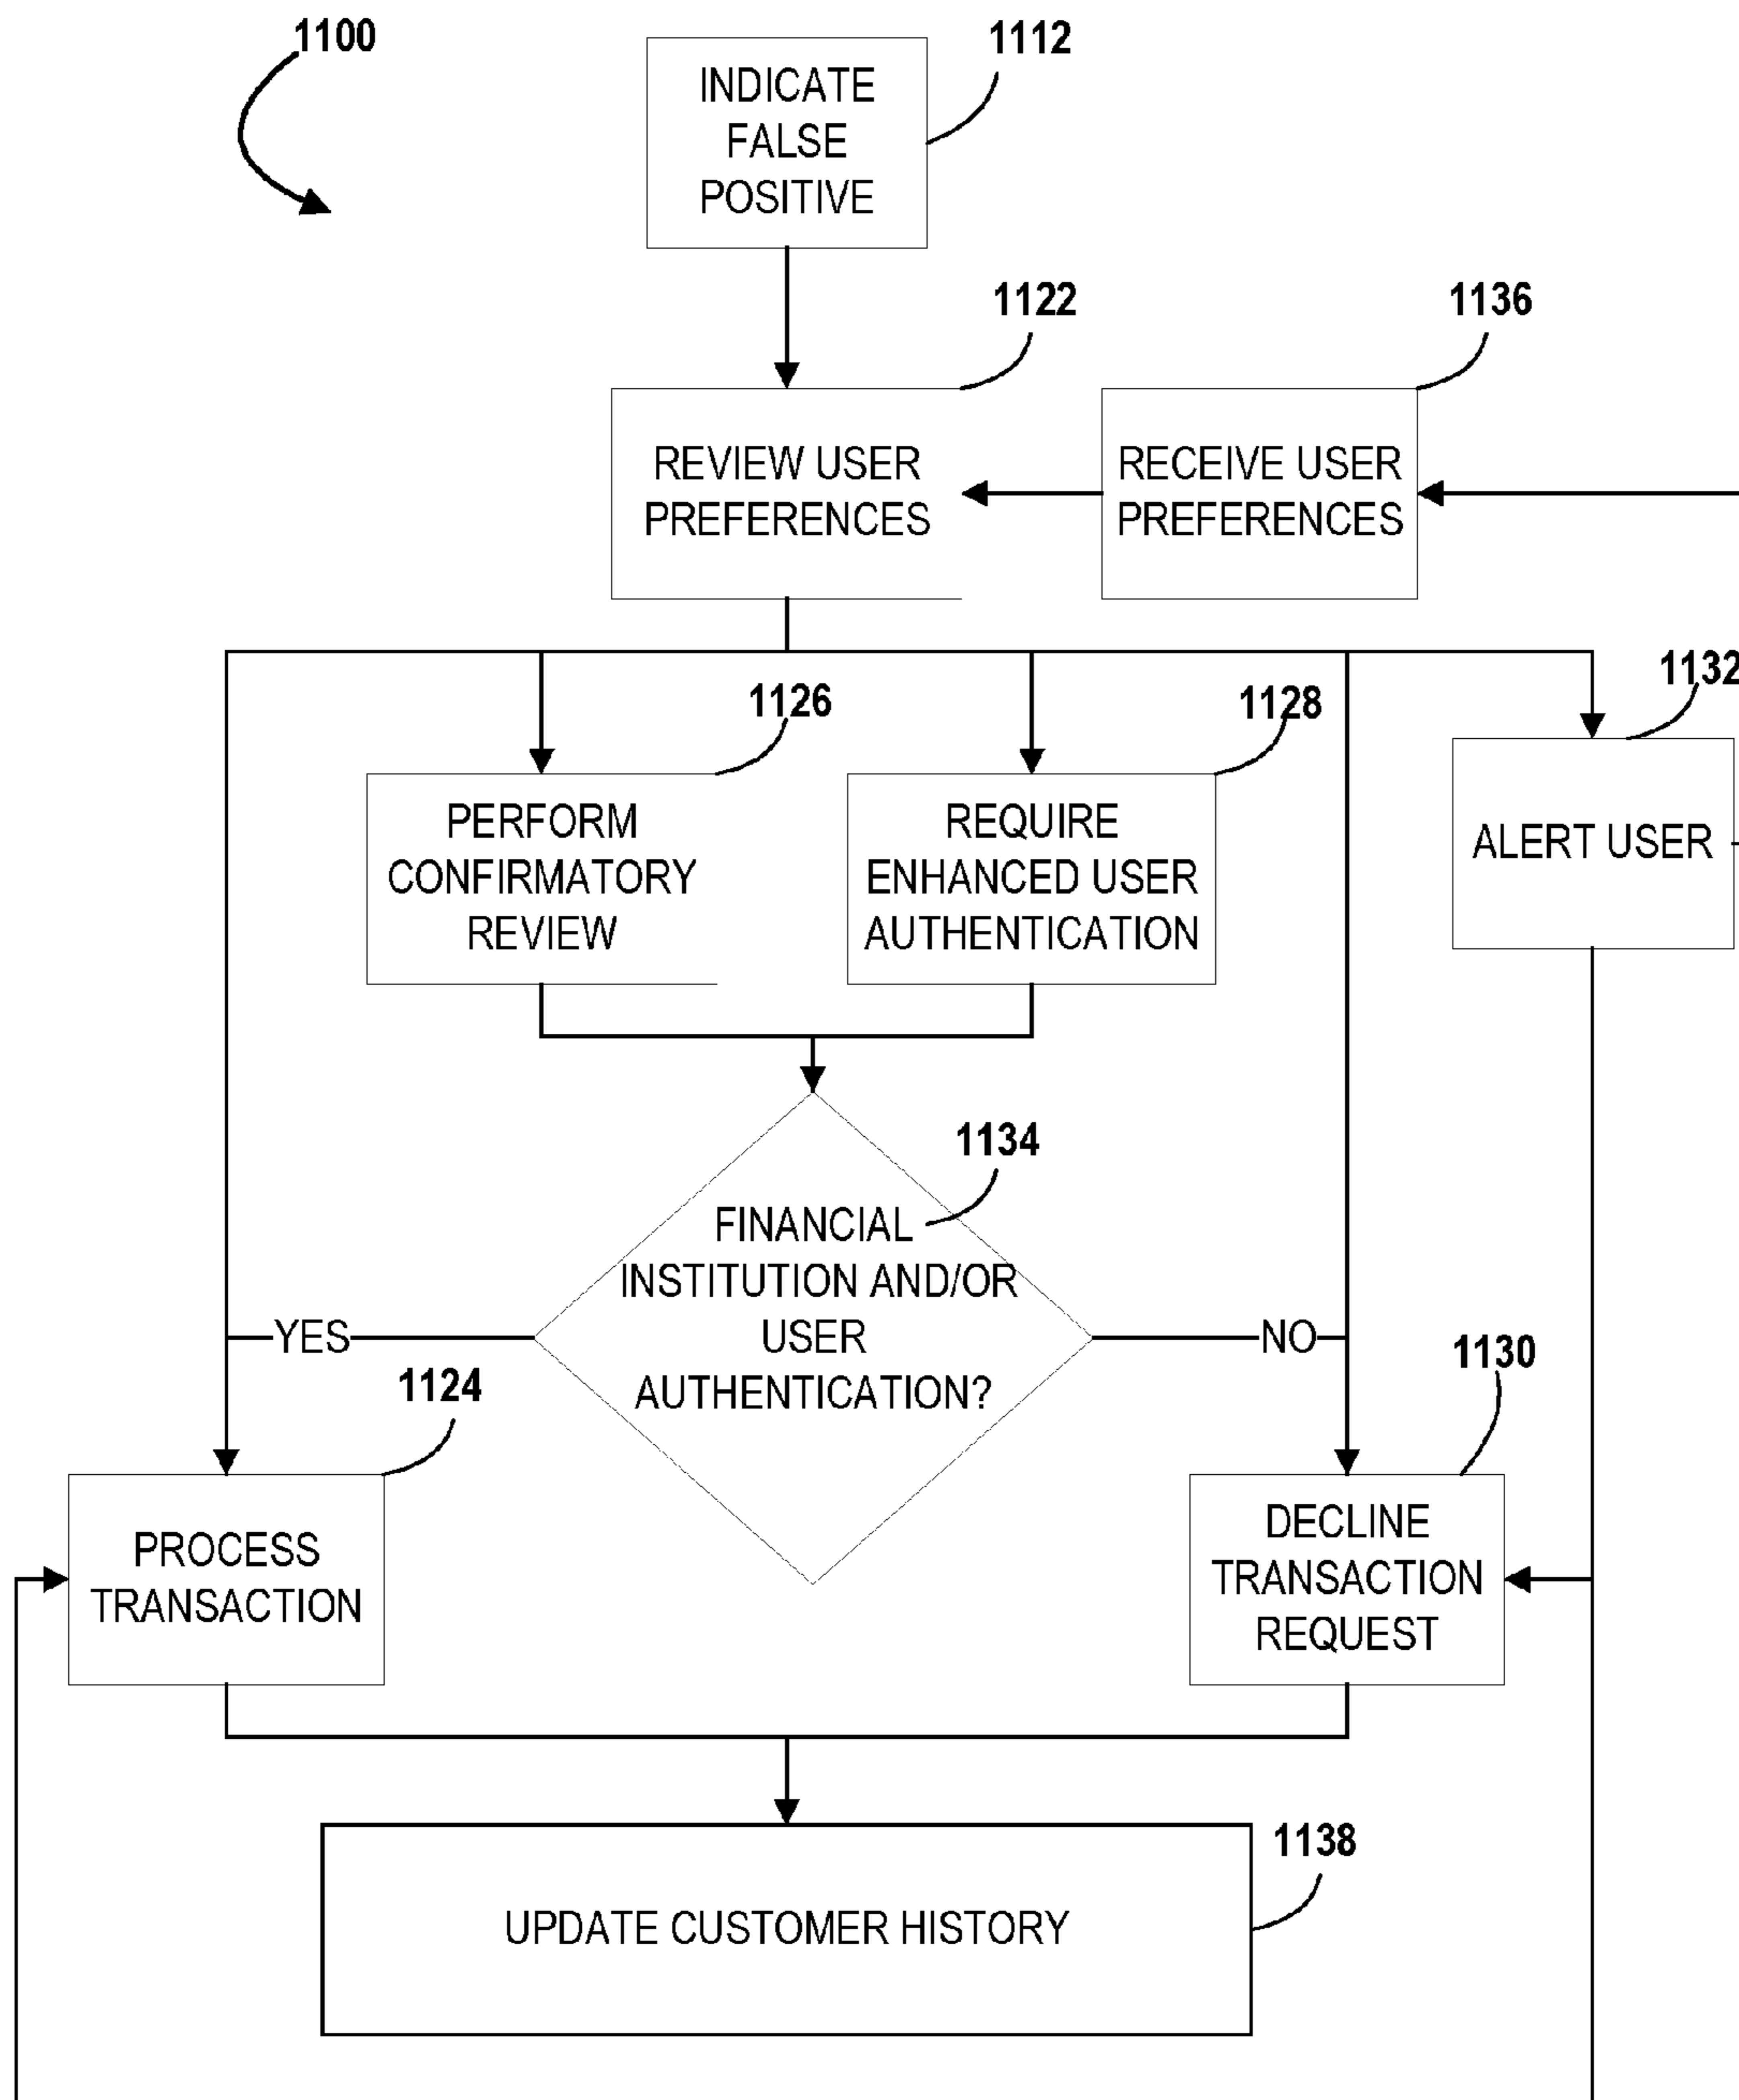 1100
1112
INDICATE
FALSE
POSITIVE
1122
1136
REVIEW USER
PREFERENCES
RECEIVE USER
PREFERENCES
1132
1126
1128
PERFORM
CONFIRMATORY
REVIEW
REQUIRE
ENHANCED USER
AUTHENTICATION
ALERT USER
1134
FINANCIAL
INSTITUTION AND/OR
USER
AUTHENTICATION?
YES
NO
1124
1130
PROCESS
TRANSACTION
DECLINE
TRANSACTION
REQUEST
1138
UPDATE CUSTOMER HISTORY